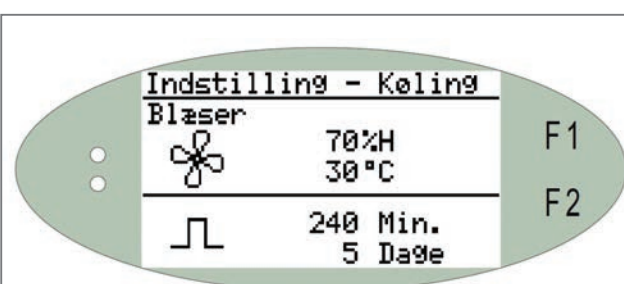 Indstilling - Køling
Blæser
70%H
30°C
240 Min.
5 Dage
F1
F2